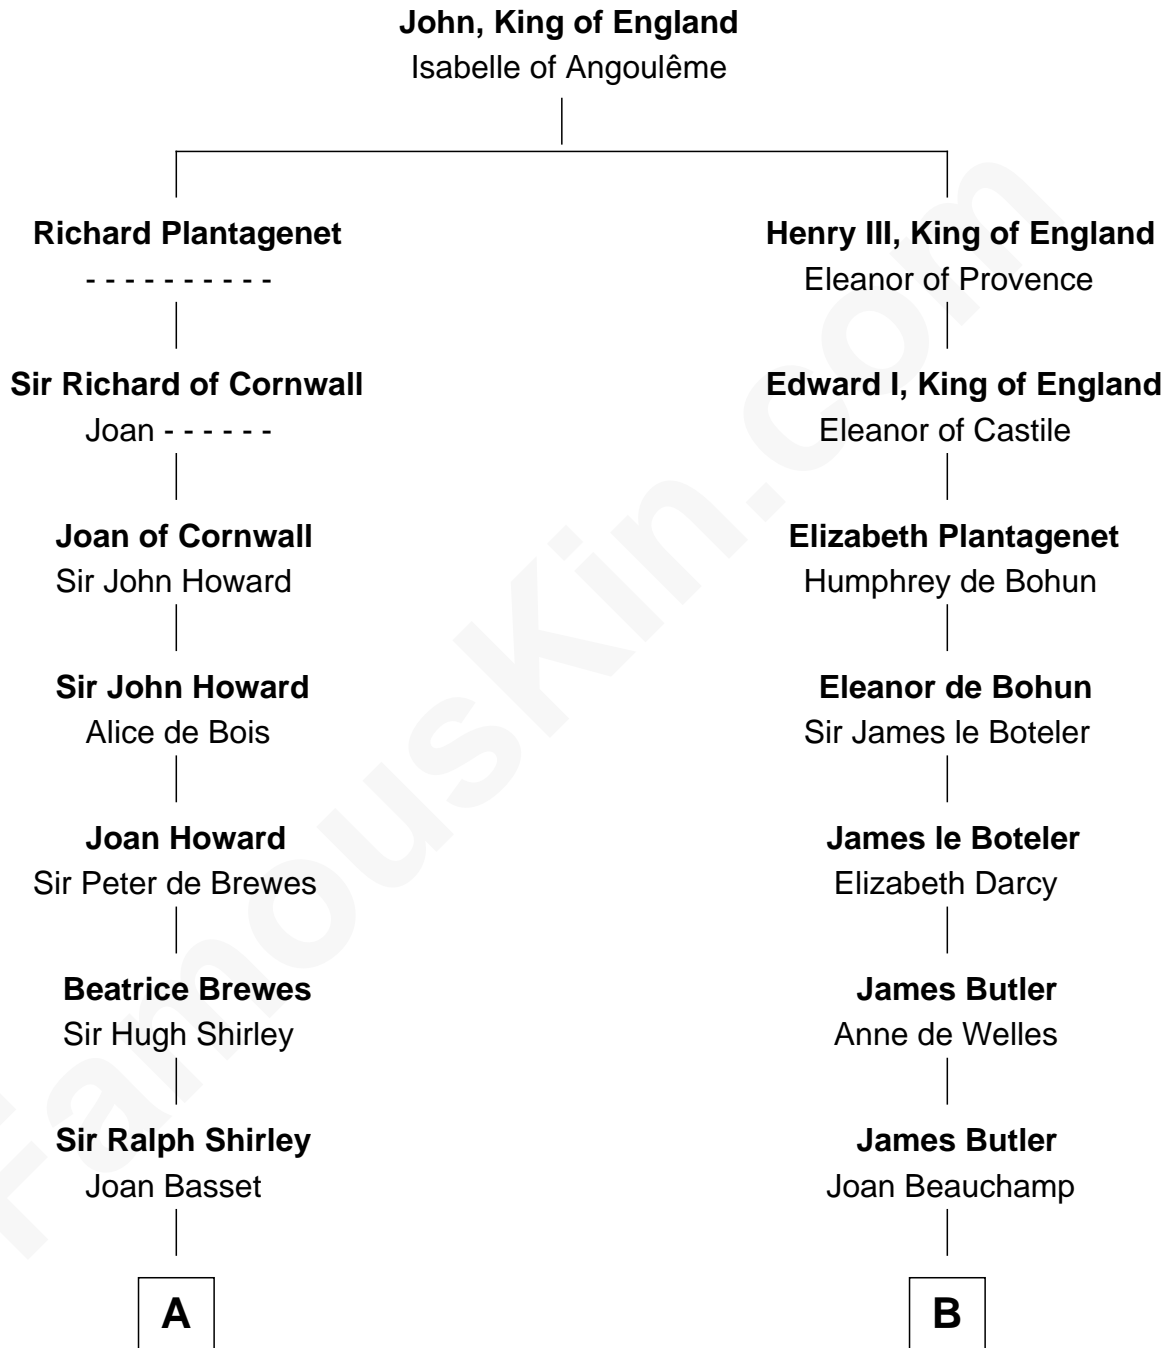 John, King of England
Isabelle of Angoulême
Richard Plantagenet
- - - - - - - - - -
Henry III, King of England
Eleanor of Provence
Sir Richard of Cornwall
Joan - - - - - -
Edward I, King of England
Eleanor of Castile
Joan of Cornwall
Sir John Howard
Elizabeth Plantagenet
Humphrey de Bohun
Sir John Howard
Alice de Bois
Eleanor de Bohun
Sir James le Boteler
Joan Howard
Sir Peter de Brewes
James le Boteler
Elizabeth Darcy
Beatrice Brewes
Sir Hugh Shirley
James Butler
Anne de Welles
Sir Ralph Shirley
Joan Basset
James Butler
Joan Beauchamp
A
B
FamousKin.com